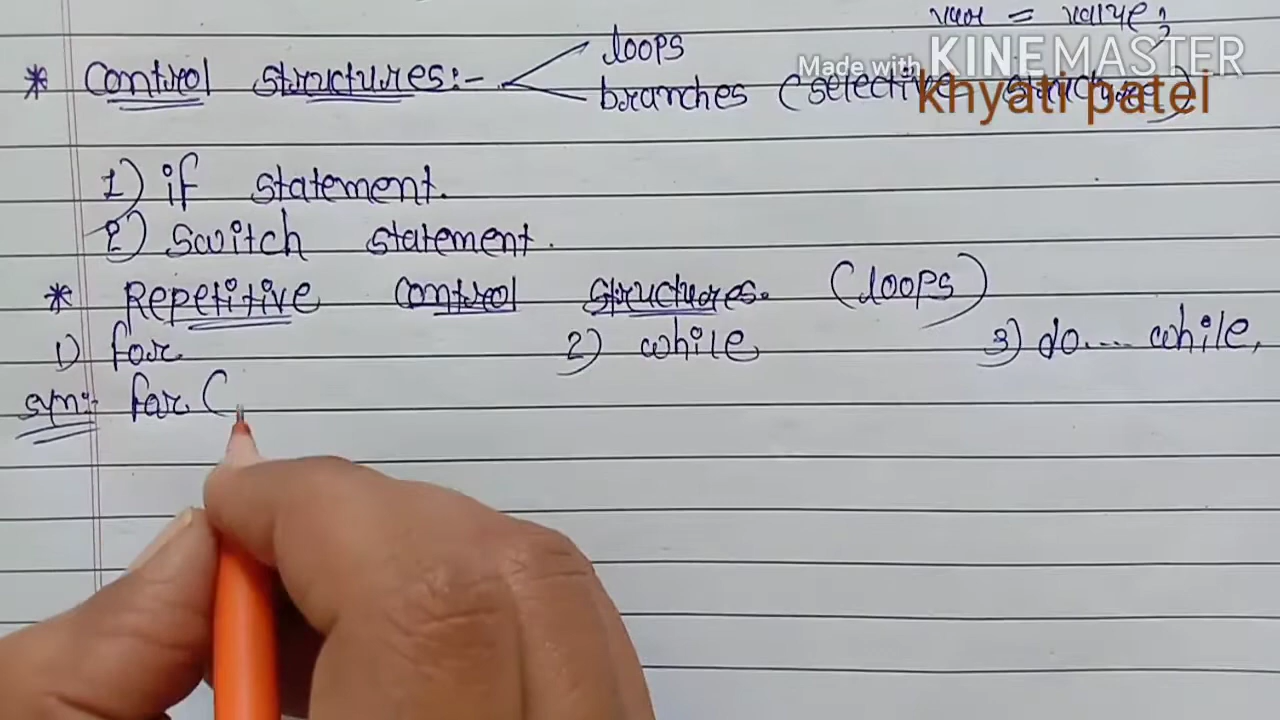 var = value;
Made with KINEMASTER
loops
* Control structures:-
branches (selective structure)
khyati patel
1) if statement.
2) switch statement.
* Repetitive control structures. (loops)
1) for 2) while 3) do.... while,
syn:- for (